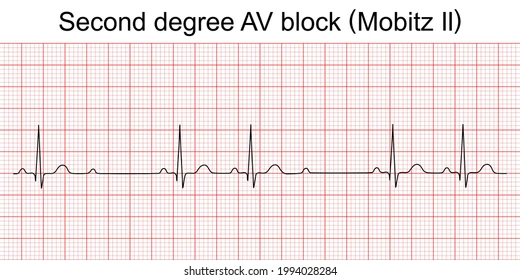 Second degree AV block (Mobitz II)
shutterstock.com · 1994028284